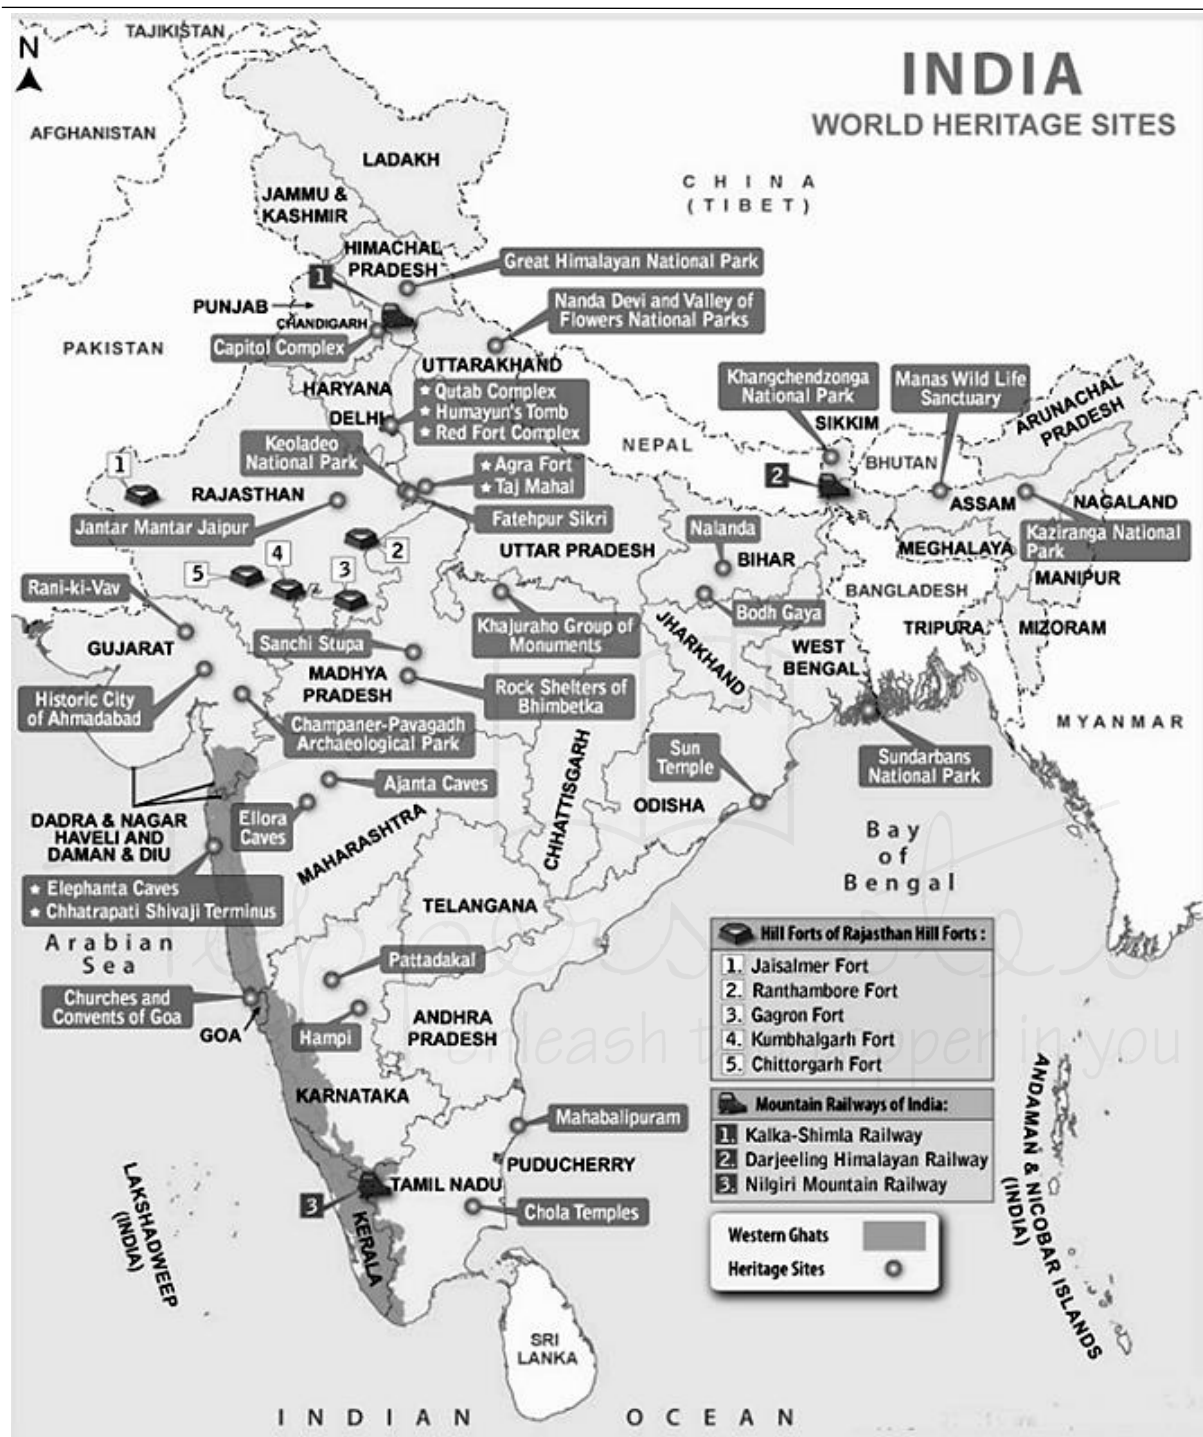 TAJIKISTAN
N
INDIA
WORLD HERITAGE SITES
AFGHANISTAN
LADAKH
CHINA
(TIBET)
JAMMU &
KASHMIR
HIMACHAL
PRADESH
Great Himalayan National Park
1
PUNJAB
Nanda Devi and Valley of
Flowers National Parks
CHANDIGARH
PAKISTAN
Capitol Complex
UTTARAKHAND
HARYANA
DELHI
Qutab Complex
Humayun's Tomb
Red Fort Complex
Khangchendzonga
National Park
Manas Wild Life
Sanctuary
ARUNACHAL
PRADESH
SIKKIM
NEPAL
BHUTAN
Keoladeo
National Park
1
Agra Fort
Taj Mahal
2
RAJASTHAN
ASSAM
NAGALAND
Jantar Mantar Jaipur
Fatehpur Sikri
Nalanda
Kaziranga National
Park
2
UTTAR PRADESH
BIHAR
MEGHALAYA
4
5
3
Rani-ki-Vav
MANIPUR
BANGLADESH
Bodh Gaya
Khajuraho Group of
Monuments
GUJARAT
Sanchi Stupa
JHARKHAND
WEST
BENGAL
TRIPURA
MIZORAM
MADHYA
PRADESH
Historic City
of Ahmadabad
Rock Shelters of
Bhimbetka
Champaner-Pavagadh
Archaeological Park
MYANMAR
Sun
Temple
Sundarbans
National Park
Ajanta Caves
CHHATTISGARH
ODISHA
DADRA & NAGAR
HAVELI AND
DAMAN & DIU
Ellora
Caves
MAHARASHTRA
Bay
of
Bengal
Elephanta Caves
Chhatrapati Shivaji Terminus
TELANGANA
Arabian
Sea
Hill Forts of Rajasthan Hill Forts :
1. Jaisalmer Fort
2. Ranthambore Fort
3. Gagron Fort
4. Kumbhalgarh Fort
5. Chittorgarh Fort
Pattadakal
Churches and
Convents of Goa
GOA
Hampi
ANDHRA
PRADESH
KARNATAKA
Mountain Railways of India:
1. Kalka-Shimla Railway
2. Darjeeling Himalayan Railway
3. Nilgiri Mountain Railway
Mahabalipuram
PUDUCHERRY
TAMIL NADU
3
KERALA
Chola Temples
LAKSHADWEEP
(INDIA)
ANDAMAN & NICOBAR ISLANDS
(INDIA)
Western Ghats
Heritage Sites
SRI
LANKA
INDIAN OCEAN
unleash the topper in you